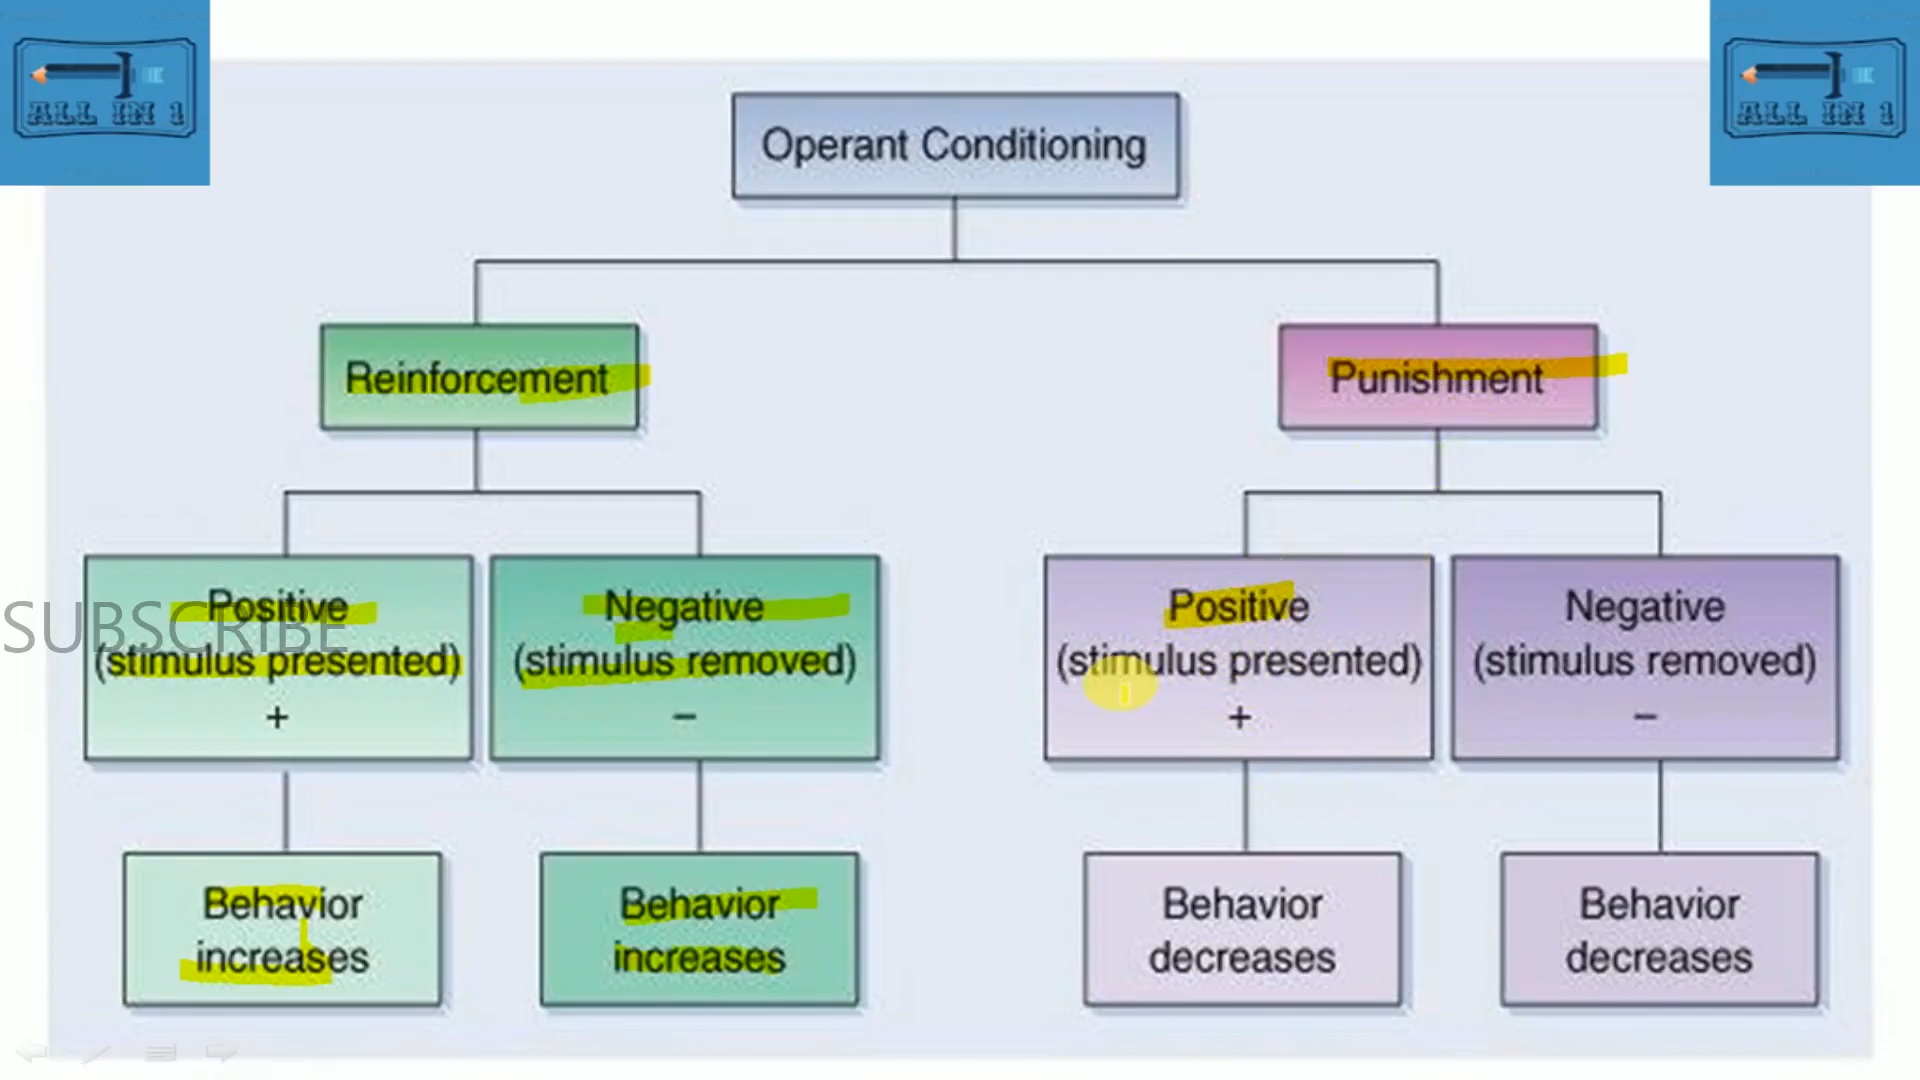 ALL IN 1
ALL IN 1
Operant Conditioning
Reinforcement
Punishment
Positive
(stimulus presented)
+
Negative
(stimulus removed)
−
Positive
(stimulus presented)
+
Negative
(stimulus removed)
−
SUBSCRIBE
Behavior
increases
Behavior
increases
Behavior
decreases
Behavior
decreases